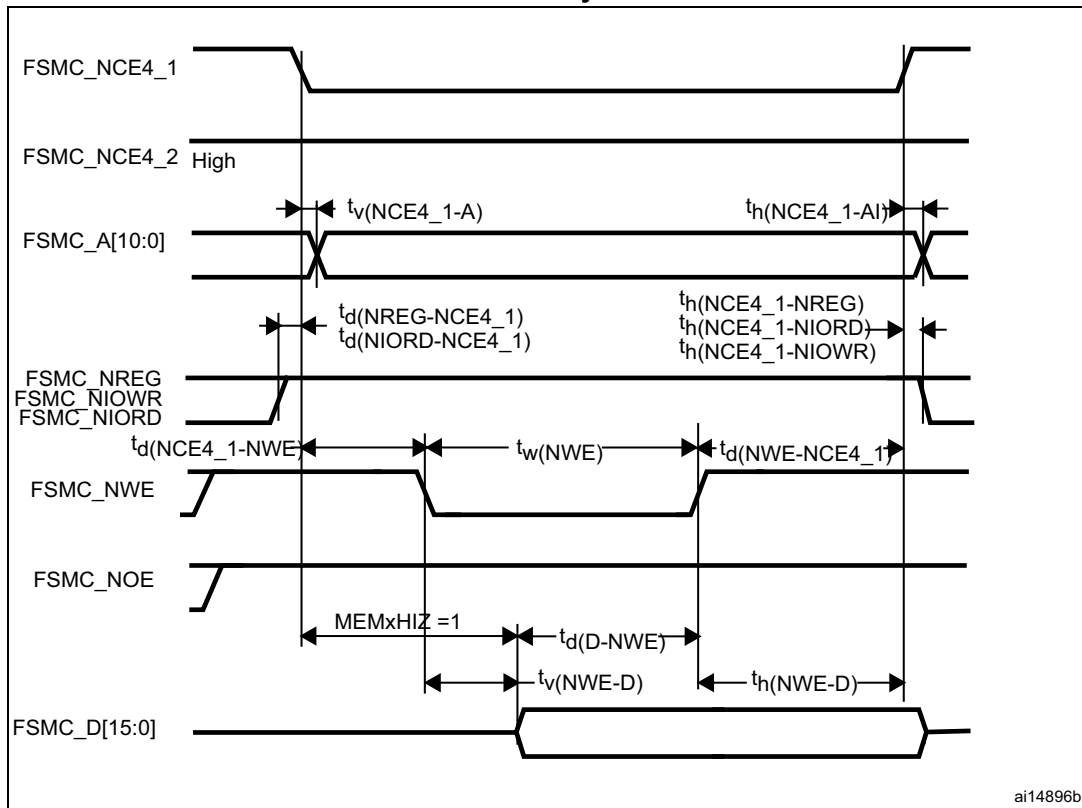 FSMC_NCE4_1
FSMC_NCE4_2 High
tv(NCE4_1-A)
th(NCE4_1-AI)
FSMC_A[10:0]
td(NREG-NCE4_1)
td(NIORD-NCE4_1)
th(NCE4_1-NREG)
th(NCE4_1-NIORD)
th(NCE4_1-NIOWR)
FSMC_NREG
FSMC_NIOWR
FSMC_NIORD
td(NCE4_1-NWE)
tw(NWE)
td(NWE-NCE4_1)
FSMC_NWE
FSMC_NOE
MEMxHIZ =1
td(D-NWE)
tv(NWE-D)
th(NWE-D)
FSMC_D[15:0]
ai14896b